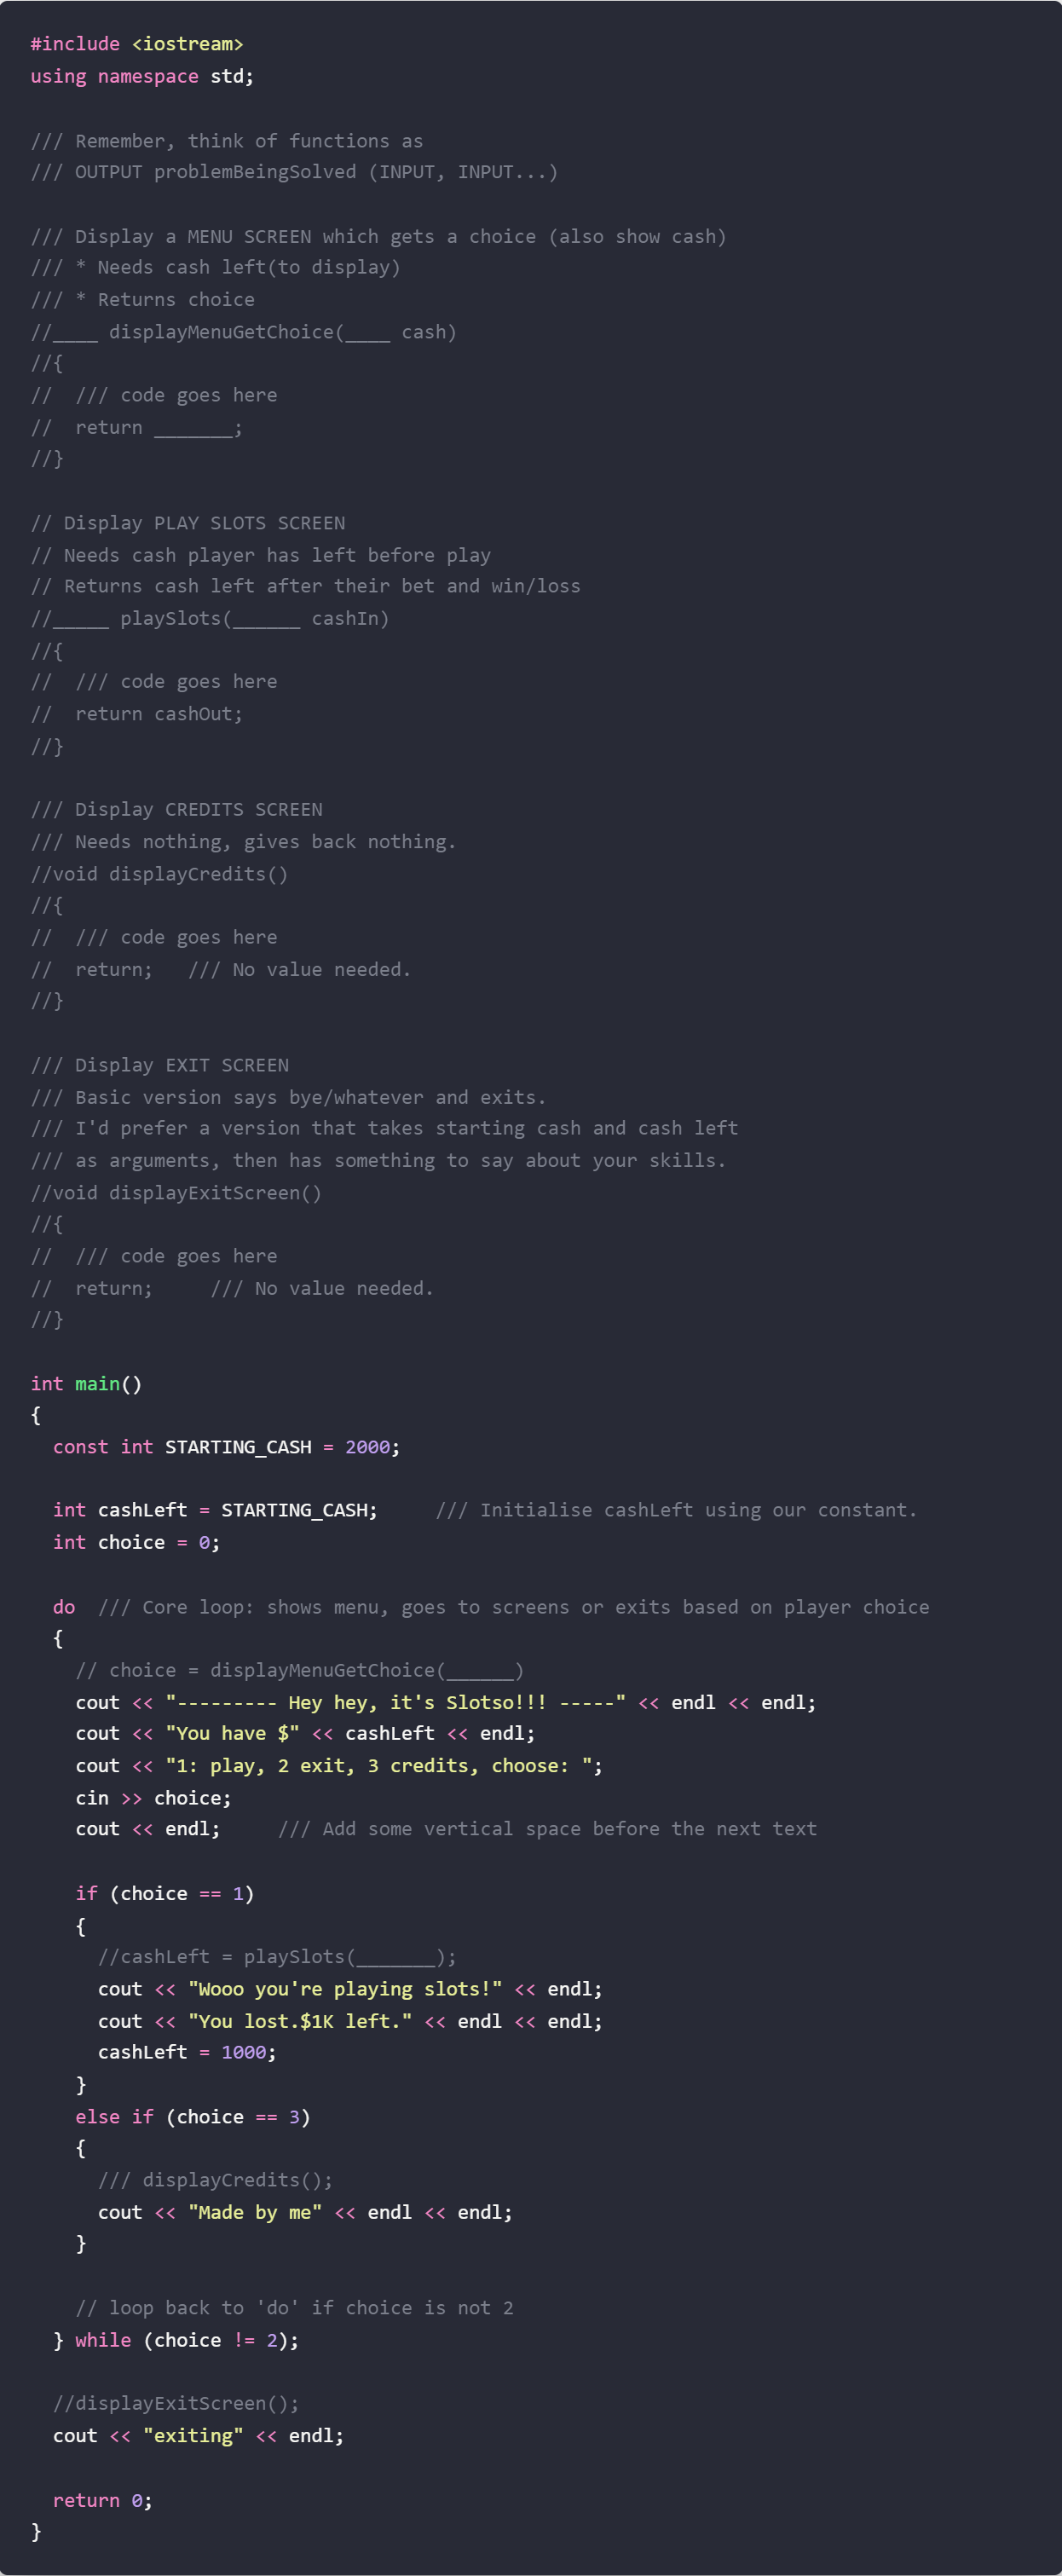 #include <iostream>
using namespace std;

/// Remember, think of functions as
/// OUTPUT problemBeingSolved (INPUT, INPUT...)

/// Display a MENU SCREEN which gets a choice (also show cash)
/// * Needs cash left(to display)
/// * Returns choice
//____ displayMenuGetChoice(____ cash)
//{
//  /// code goes here
//  return _______;
//}

// Display PLAY SLOTS SCREEN
// Needs cash player has left before play
// Returns cash left after their bet and win/loss
//_____ playSlots(______ cashIn)
//{
//  /// code goes here
//  return cashOut;
//}

/// Display CREDITS SCREEN
/// Needs nothing, gives back nothing.
//void displayCredits()
//{
//  /// code goes here
//  return;   /// No value needed.
//}

/// Display EXIT SCREEN
/// Basic version says bye/whatever and exits.
/// I'd prefer a version that takes starting cash and cash left
/// as arguments, then has something to say about your skills.
//void displayExitScreen()
//{
//  /// code goes here
//  return;     /// No value needed.
//}

int main()
{
  const int STARTING_CASH = 2000;

  int cashLeft = STARTING_CASH;     /// Initialise cashLeft using our constant.
  int choice = 0;

  do  /// Core loop: shows menu, goes to screens or exits based on player choice
  {
    // choice = displayMenuGetChoice(______)
    cout << "--------- Hey hey, it's Slotso!!! -----" << endl << endl;
    cout << "You have $" << cashLeft << endl;
    cout << "1: play, 2 exit, 3 credits, choose: ";
    cin >> choice;
    cout << endl;     /// Add some vertical space before the next text

    if (choice == 1)
    {
      //cashLeft = playSlots(_______);
      cout << "Wooo you're playing slots!" << endl;
      cout << "You lost.$1K left." << endl << endl;
      cashLeft = 1000;
    }
    else if (choice == 3)
    {
      /// displayCredits();
      cout << "Made by me" << endl << endl;
    }

    // loop back to 'do' if choice is not 2
  } while (choice != 2);

  //displayExitScreen();
  cout << "exiting" << endl;

  return 0;
}